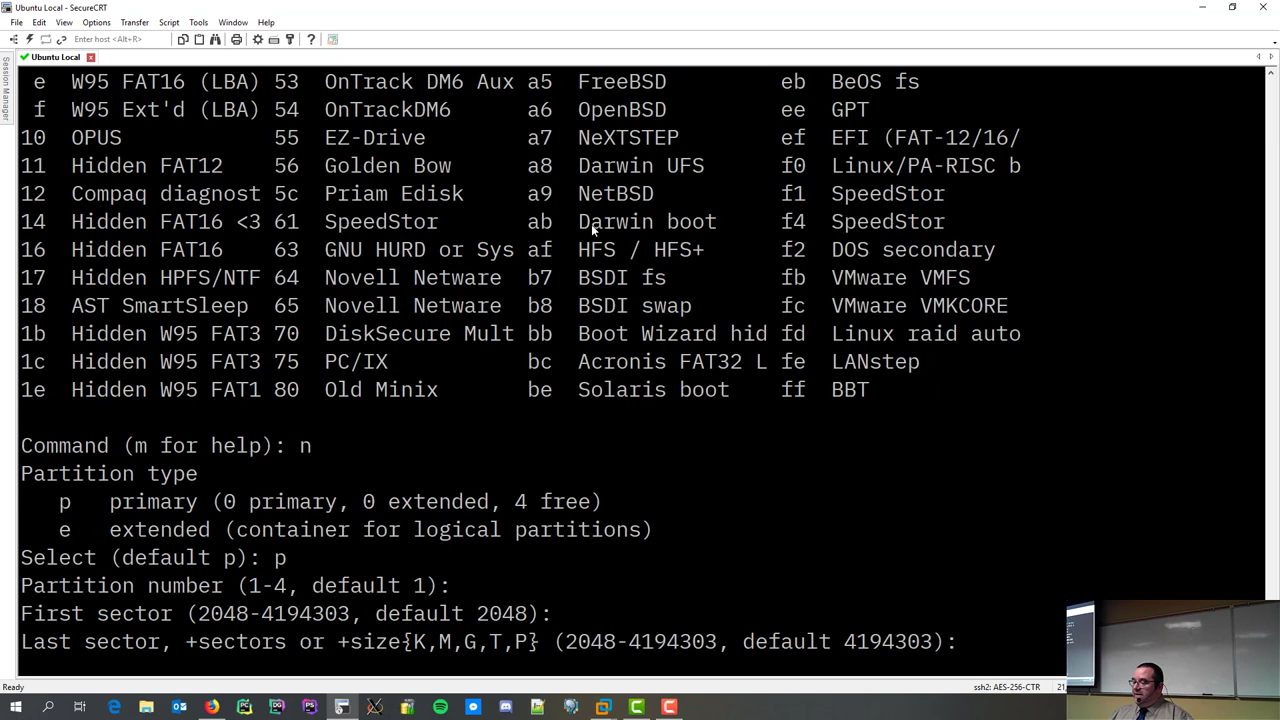 Ubuntu Local - SecureCRT
File Edit View Options Transfer Script Tools Window Help
Enter host <Alt+R>
Session Manager
Ubuntu Local
e W95 FAT16 (LBA) 53 OnTrack DM6 Aux a5 FreeBSD eb BeOS fs
f W95 Ext'd (LBA) 54 OnTrackDM6 a6 OpenBSD ee GPT
10 OPUS 55 EZ-Drive a7 NeXTSTEP ef EFI (FAT-12/16/
11 Hidden FAT12 56 Golden Bow a8 Darwin UFS f0 Linux/PA-RISC b
12 Compaq diagnost 5c Priam Edisk a9 NetBSD f1 SpeedStor
14 Hidden FAT16 <3 61 SpeedStor ab Darwin boot f4 SpeedStor
16 Hidden FAT16 63 GNU HURD or Sys af HFS / HFS+ f2 DOS secondary
17 Hidden HPFS/NTF 64 Novell Netware b7 BSDI fs fb VMware VMFS
18 AST SmartSleep 65 Novell Netware b8 BSDI swap fc VMware VMKCORE
1b Hidden W95 FAT3 70 DiskSecure Mult bb Boot Wizard hid fd Linux raid auto
1c Hidden W95 FAT3 75 PC/IX bc Acronis FAT32 L fe LANstep
1e Hidden W95 FAT1 80 Old Minix be Solaris boot ff BBT
Command (m for help): n
Partition type
p primary (0 primary, 0 extended, 4 free)
e extended (container for logical partitions)
Select (default p): p
Partition number (1-4, default 1):
First sector (2048-4194303, default 2048):
Last sector, +sectors or +size{K,M,G,T,P} (2048-4194303, default 4194303):
Ready
ssh2: AES-256-CTR
21,